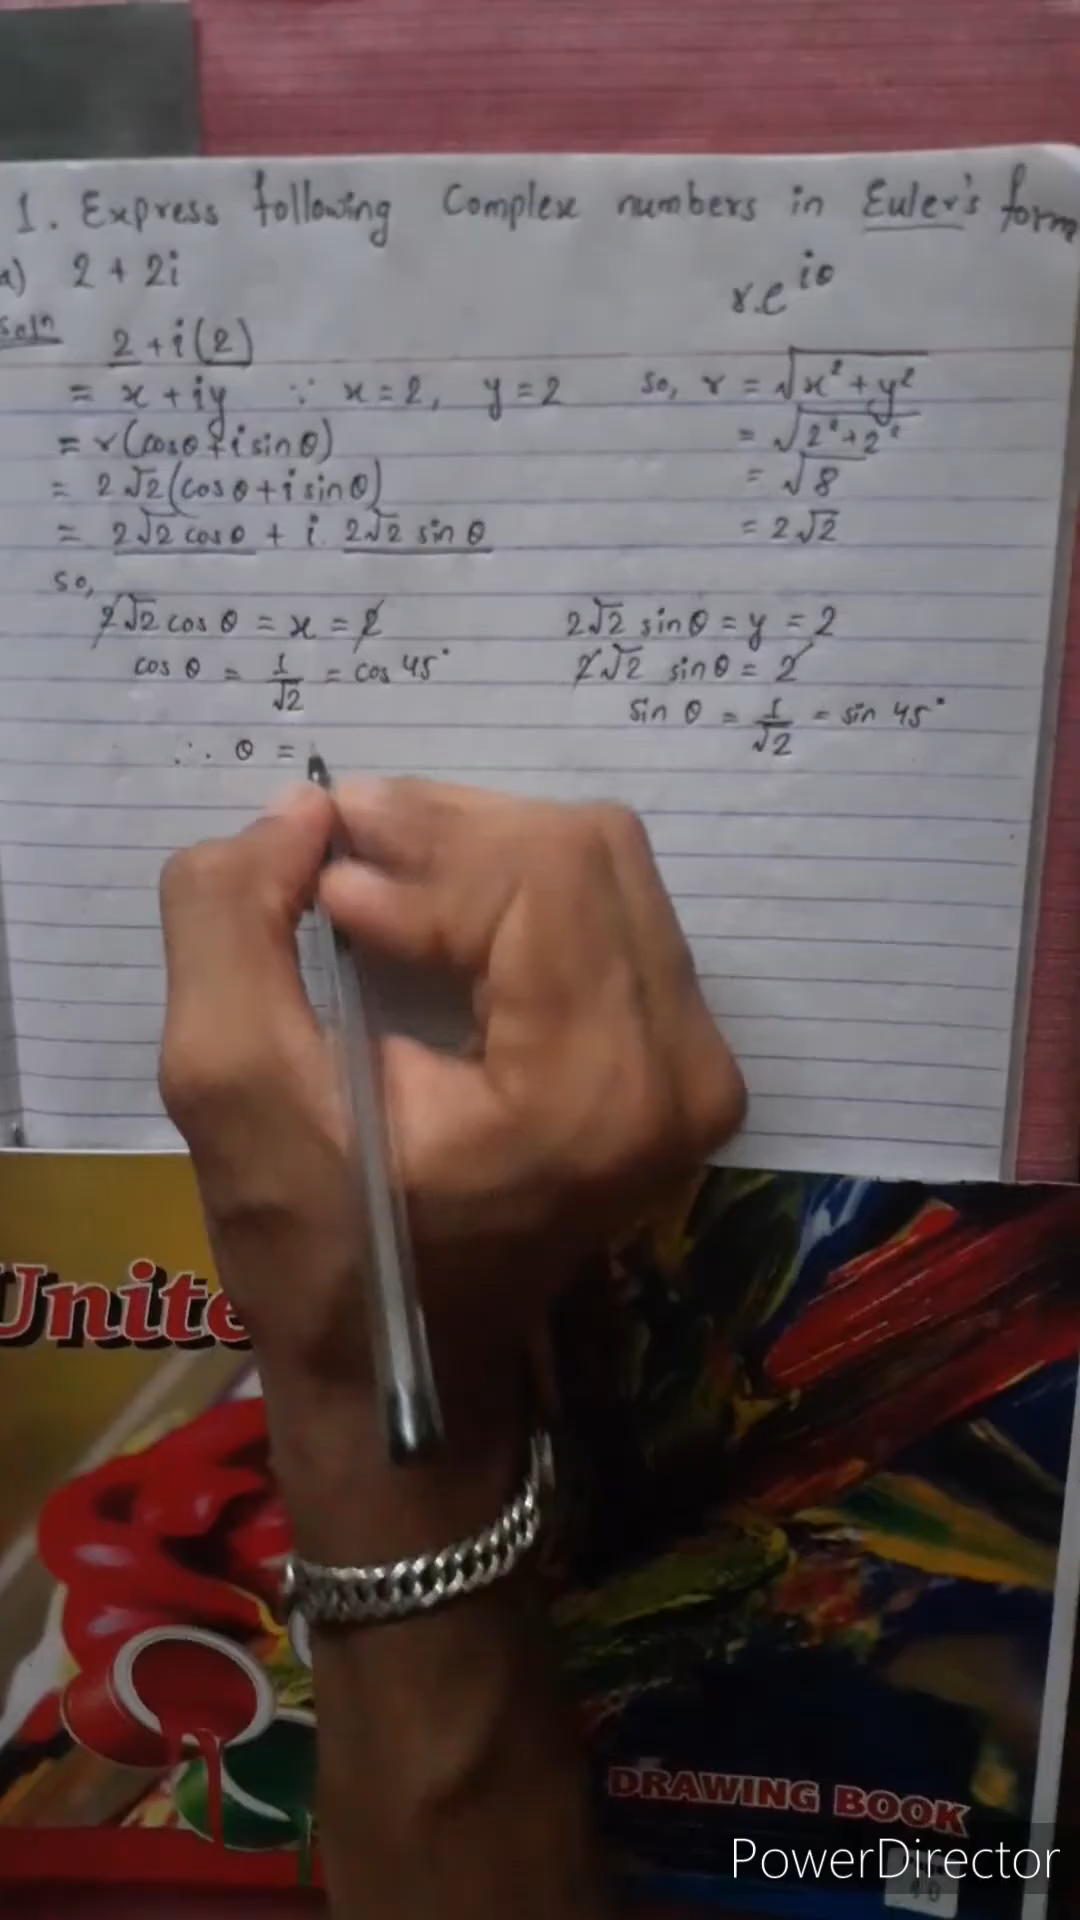 1. Express following Complex numbers in Euler's form
a) 2 + 2i
r.e^iθ
Soln
2 + i(2)
= x + iy ∵ x = 2, y = 2
so, r = √x² + y²
= r(cosθ + i sinθ)
= √2² + 2²
= 2√2(cosθ + i sinθ)
= √8
= 2√2 cosθ + i. 2√2 sinθ
= 2√2
so,
2√2 cosθ = x = 2
2√2 sinθ = y = 2
cosθ = 1/√2 = cos 45°
2√2 sinθ = 2
sinθ = 1/√2 = sin 45°
∴ θ =
DRAWING BOOK
PowerDirector